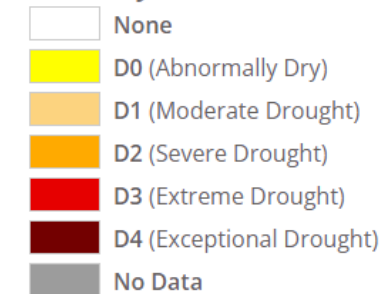 None
D0 (Abnormally Dry)
D1 (Moderate Drought)
D2 (Severe Drought)
D3 (Extreme Drought)
D4 (Exceptional Drought)
No Data